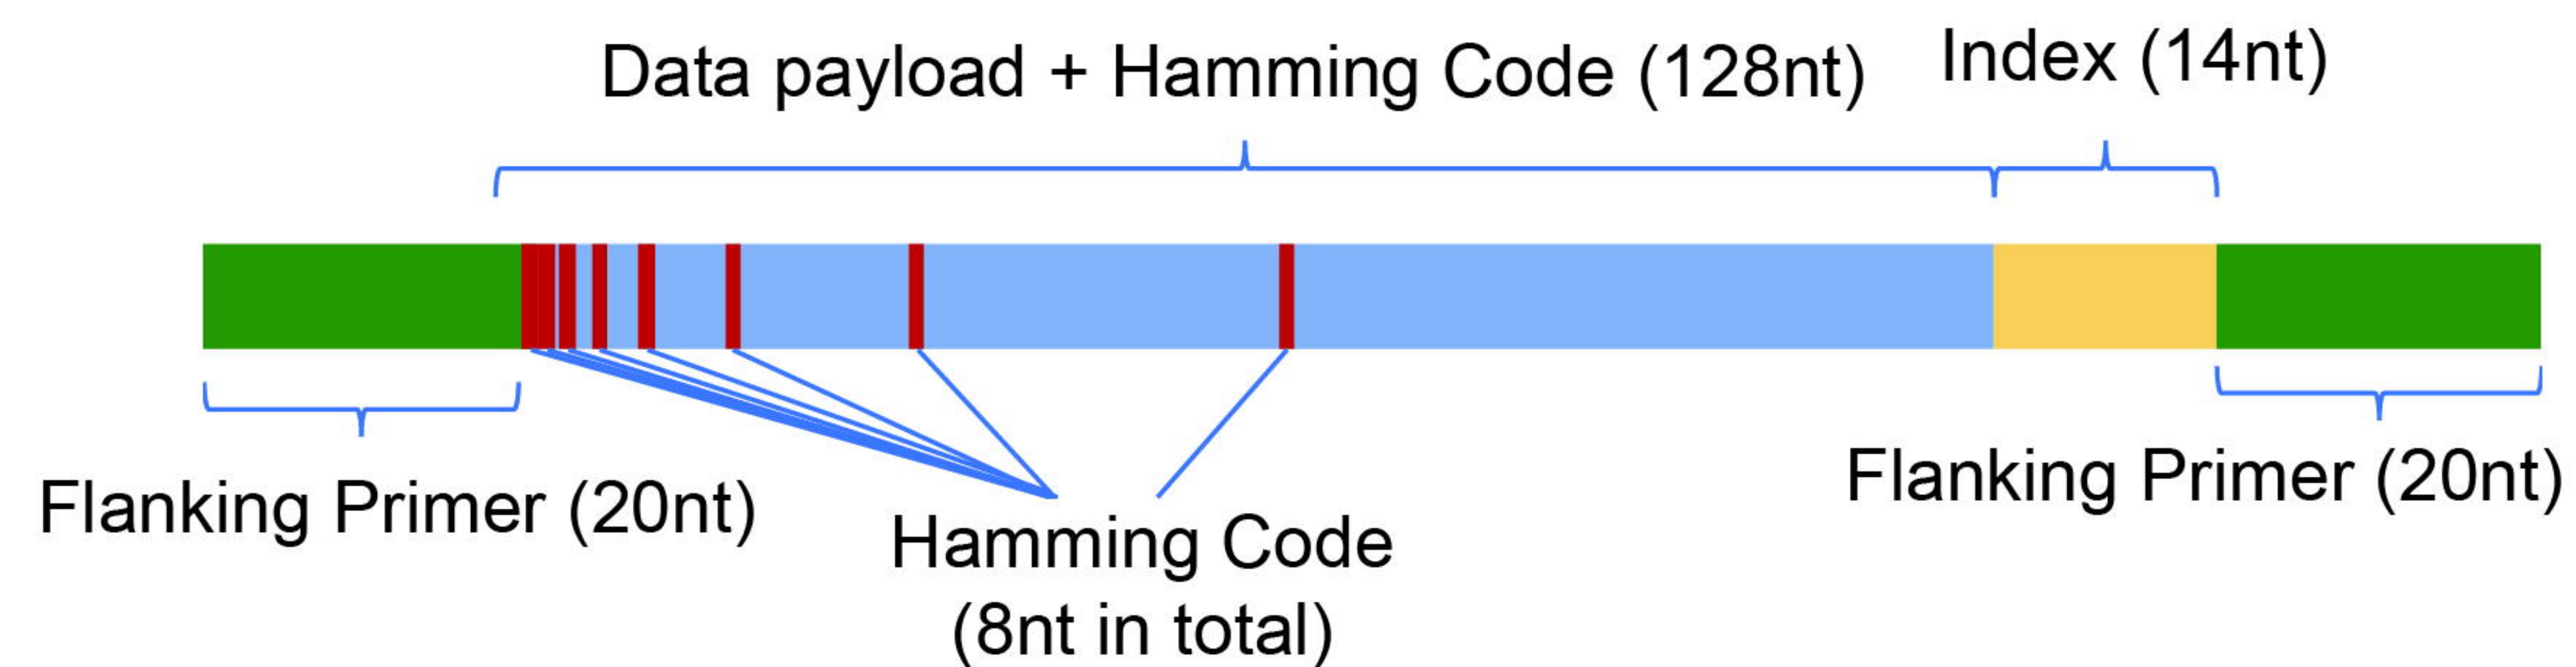 Data payload + Hamming Code (128nt)
Index (14nt)
Flanking Primer (20nt)
Hamming Code
(8nt in total)
Flanking Primer (20nt)